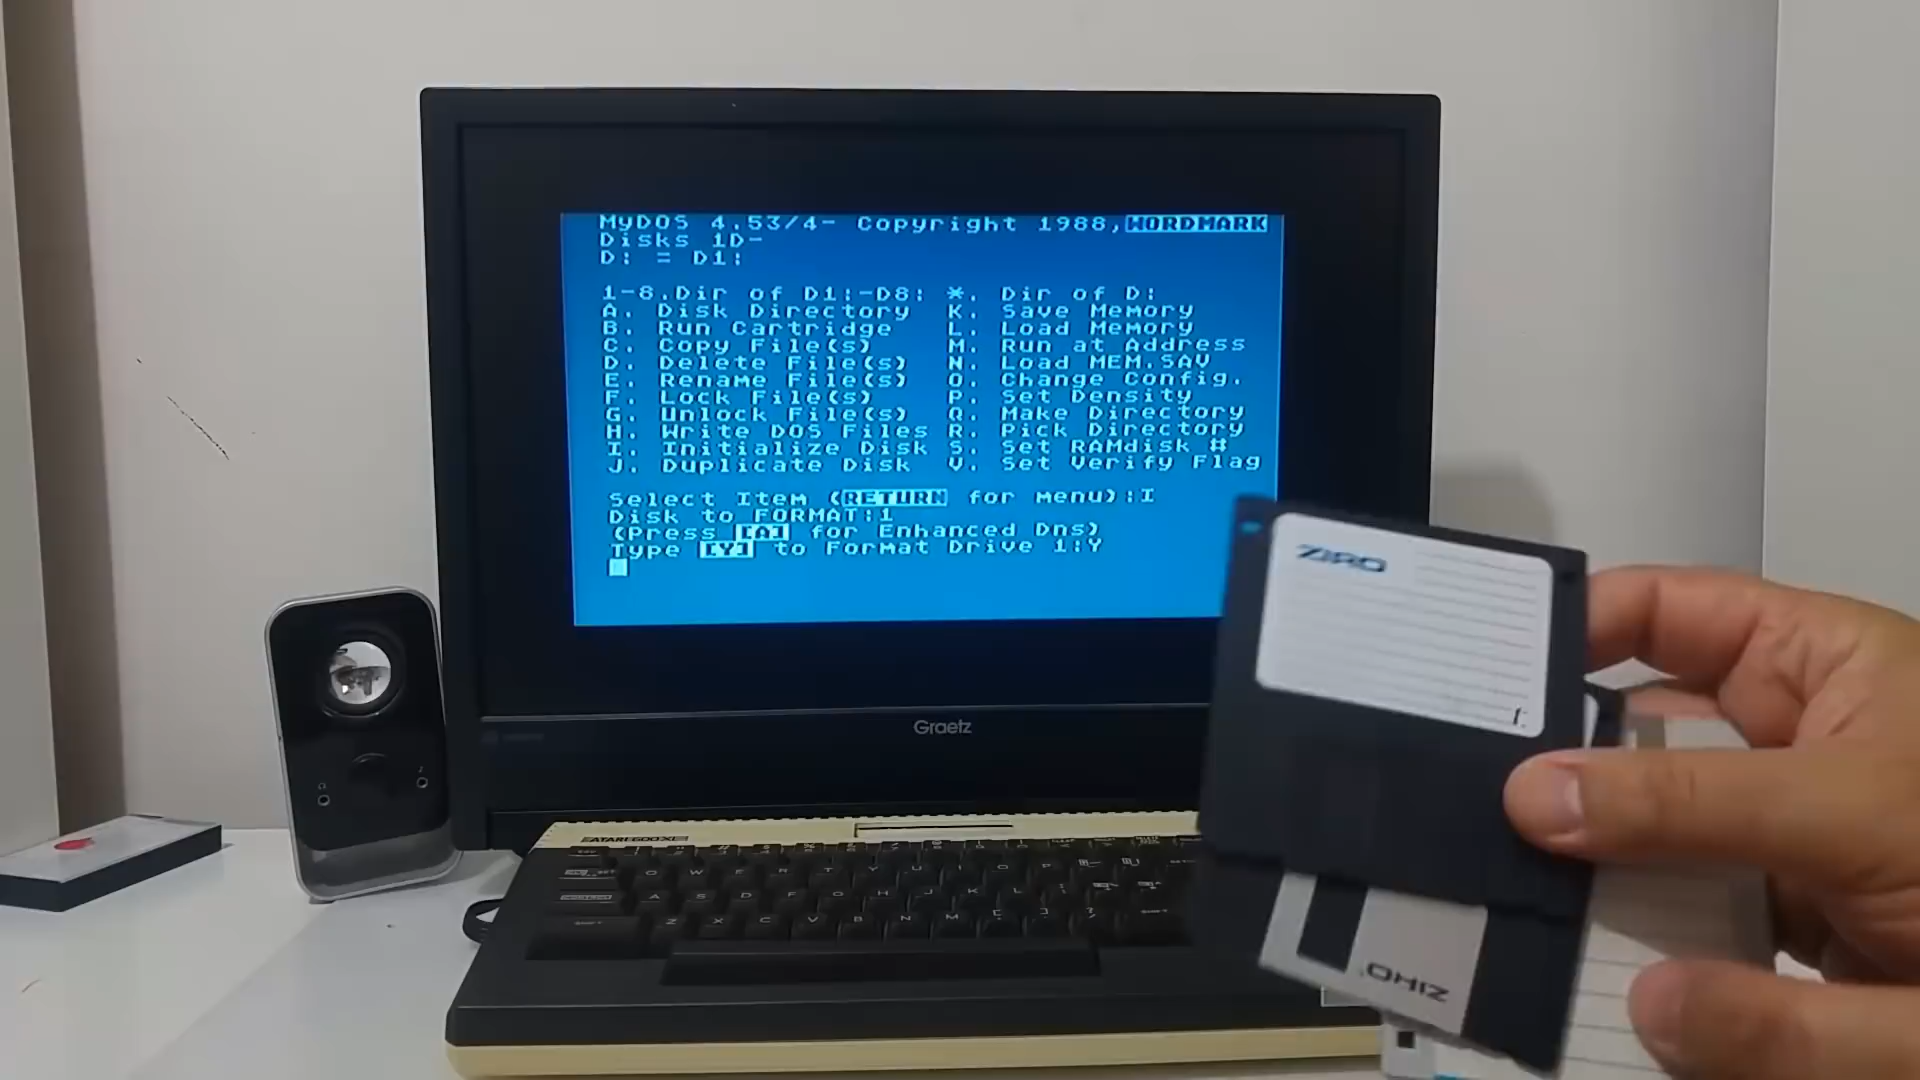 MyDOS 4.53/4- Copyright 1988, WORDMARK
Disks 1D-
D: = D1:
1-8.Dir of D1:-D8: *. Dir of D:
A. Disk Directory K. Save Memory
B. Run Cartridge L. Load Memory
C. Copy File(s) M. Run at Address
D. Delete File(s) N. Load MEM.SAV
E. Rename File(s) O. Change Config.
F. Lock File(s) P. Set Density
G. Unlock File(s) Q. Make Directory
H. Write DOS Files R. Pick Directory
I. Initialize Disk S. Set RAMdisk #
J. Duplicate Disk V. Set Verify Flag
Select Item (RETURN for menu):I
Disk to FORMAT:1
(Press [A] for Enhanced Dns)
Type [Y] to Format Drive 1:Y
ZIRO
Graetz
Q W R T Y U I O P
A S D F G H J K L
Z X C V B N M